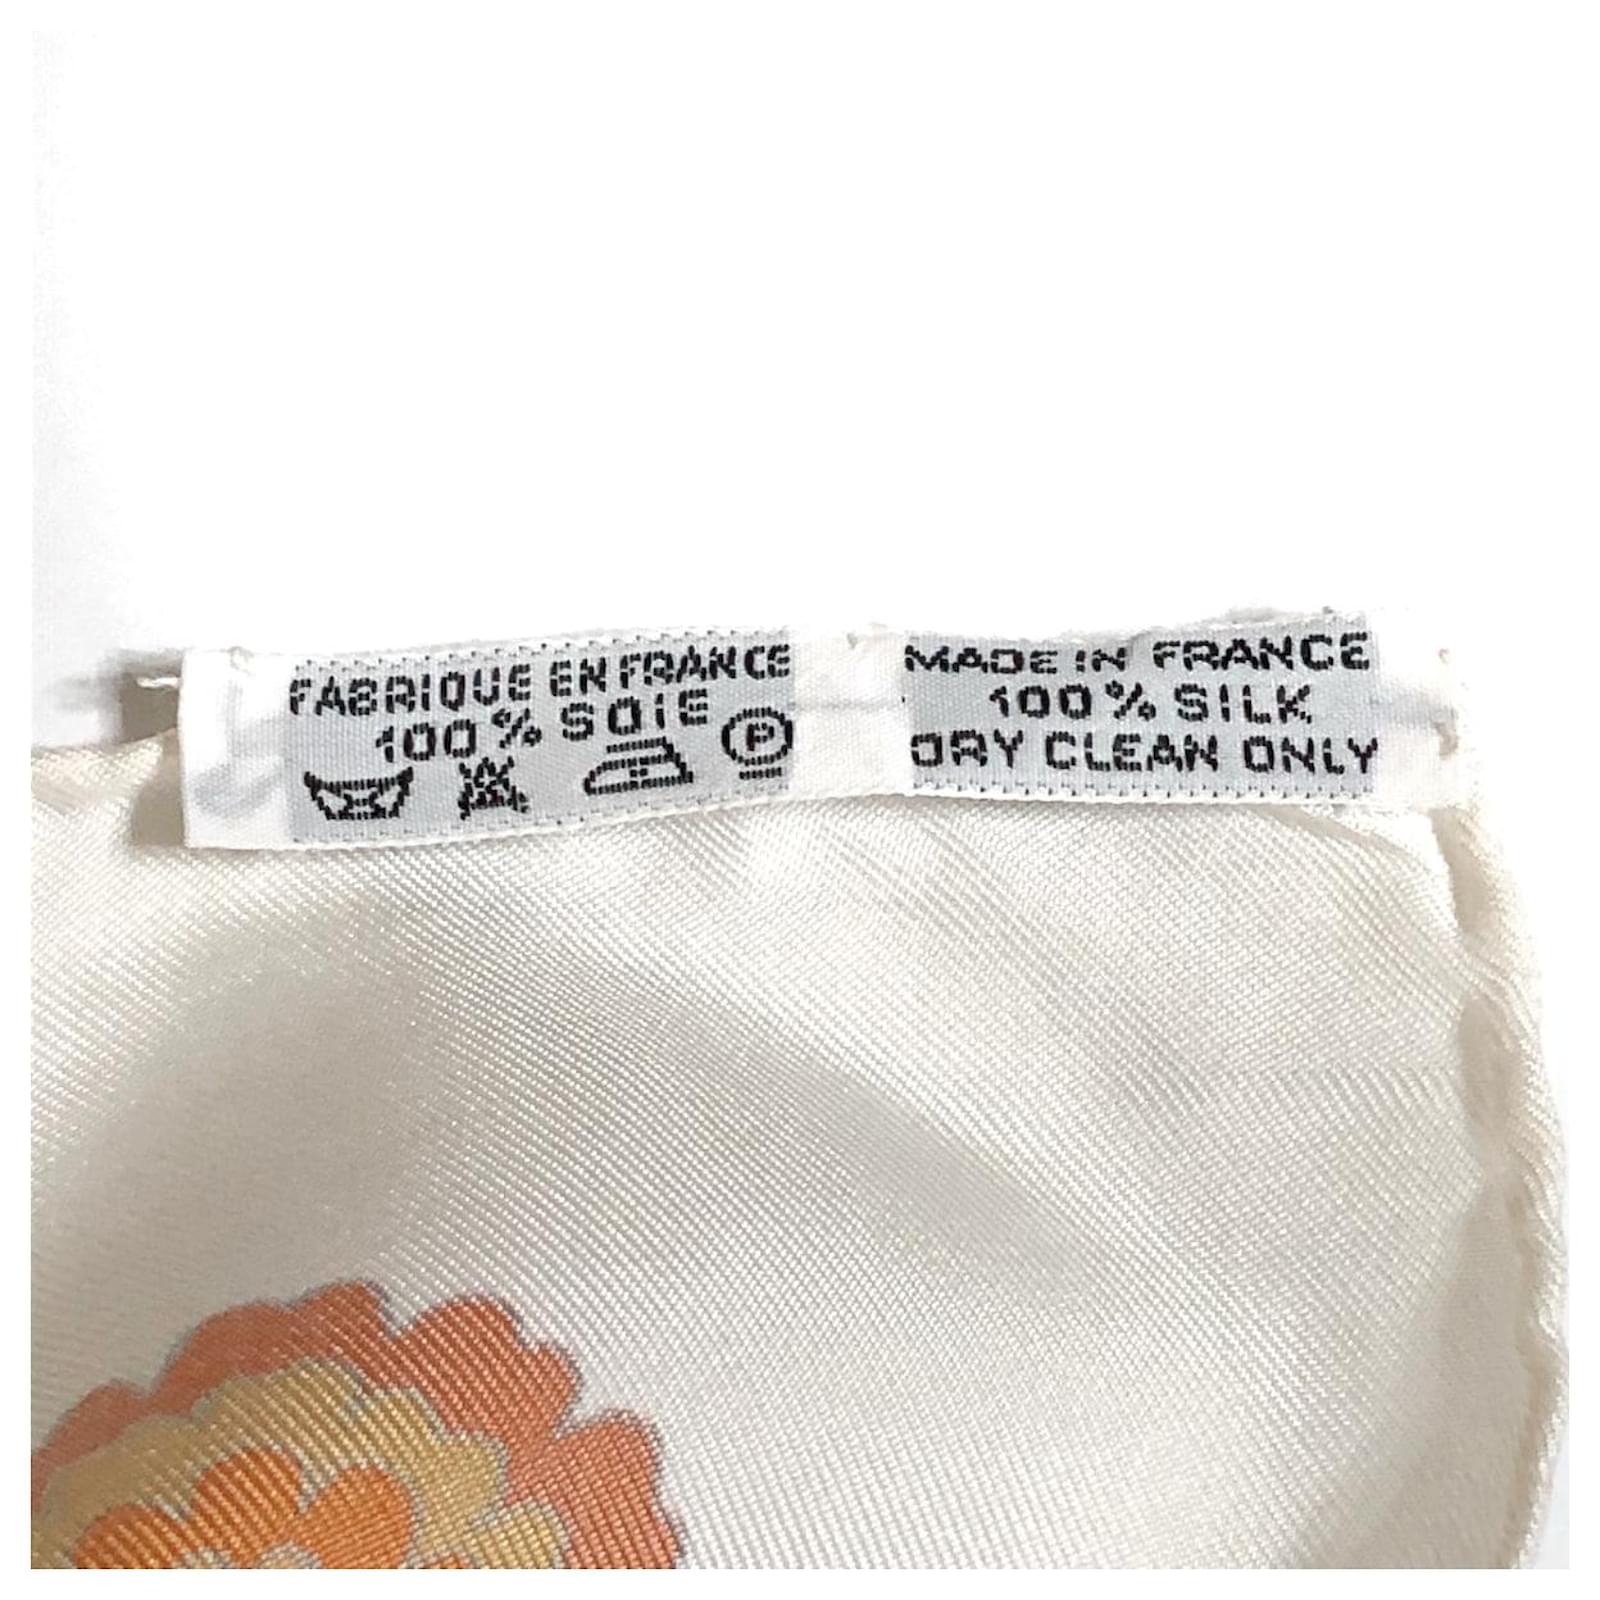 FABRIQUE EN FRANCE
100% SOIE
P
MADE IN FRANCE
100% SILK
DRY CLEAN ONLY